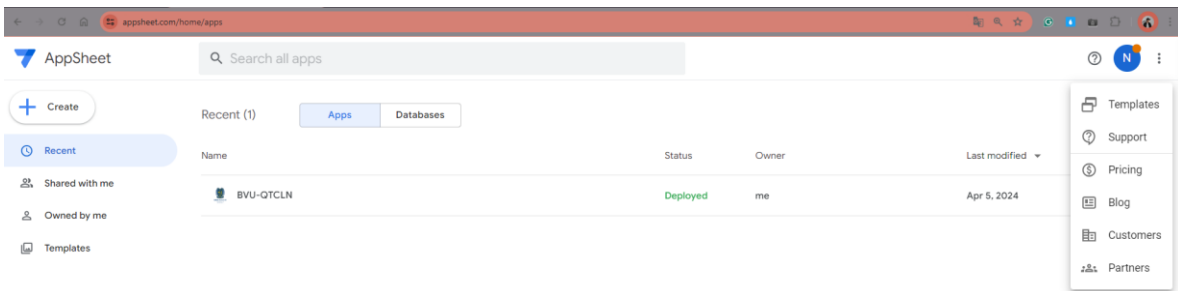 appsheet.com/home/apps
AppSheet
Search all apps
N
Create
Recent (1)
Apps
Databases
Templates
Support
Recent
Name
Status
Owner
Last modified
Pricing
Shared with me
BVU-QTCLN
Deployed
me
Apr 5, 2024
Blog
Owned by me
Customers
Templates
Partners